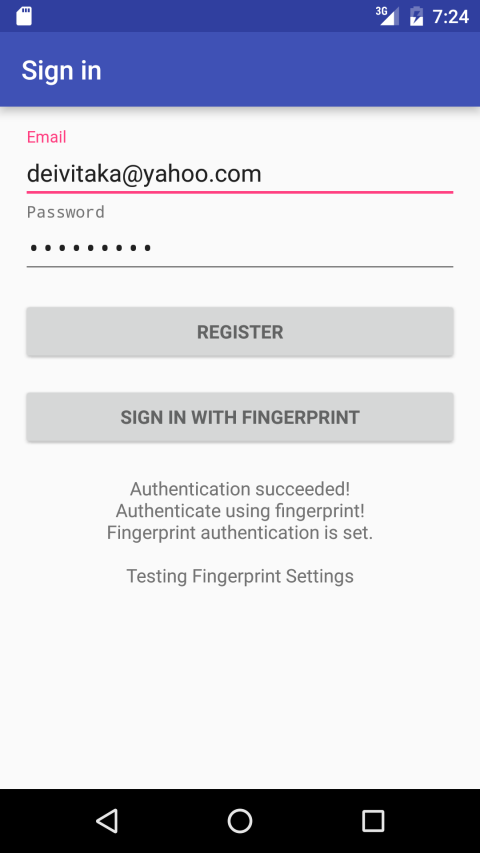 3G 7:24
Sign in
Email
deivitaka@yahoo.com
Password
•••••••••
REGISTER
SIGN IN WITH FINGERPRINT
Authentication succeeded!
Authenticate using fingerprint!
Fingerprint authentication is set.
Testing Fingerprint Settings